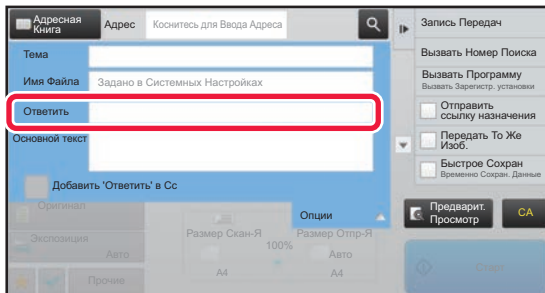 Адресная
Книга
Адрес
Коснитесь для Ввода Адреса
Тема
Имя Файла
Задано в Системных Настройках
Ответить
Основной текст
Добавить 'Ответить' в Cc
Опции
Оригинал
Экспозиция
Авто
Прочие
Размер Скан-Я
100%
Размер Отпр-Я
Авто
A4
A4
Запись Передач
Вызвать Номер Поиска
Вызвать Программу
Вызвать Зарегистр. установки
Отправить
ссылку назначения
Передать То Же
Изоб.
Быстрое Сохран
Временно Сохран. Данные
Предварит.
Просмотр
CA
Старт